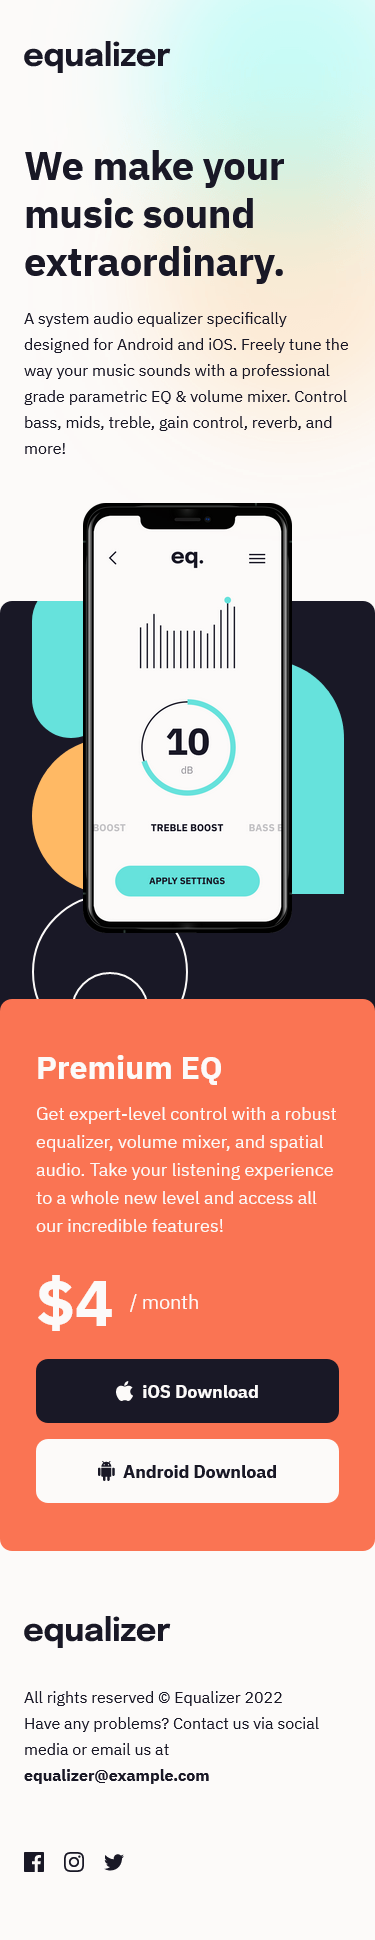 equalizer
We make your
music sound
extraordinary.
A system audio equalizer specifically
designed for Android and iOS. Freely tune the
way your music sounds with a professional
grade parametric EQ & volume mixer. Control
bass, mids, treble, gain control, reverb, and
more!
eq.
10
dB
BOOST TREBLE BOOST BASS B
APPLY SETTINGS
Premium EQ
Get expert-level control with a robust
equalizer, volume mixer, and spatial
audio. Take your listening experience
to a whole new level and access all
our incredible features!
$4 / month
iOS Download
Android Download
equalizer
All rights reserved © Equalizer 2022
Have any problems? Contact us via social
media or email us at
equalizer@example.com